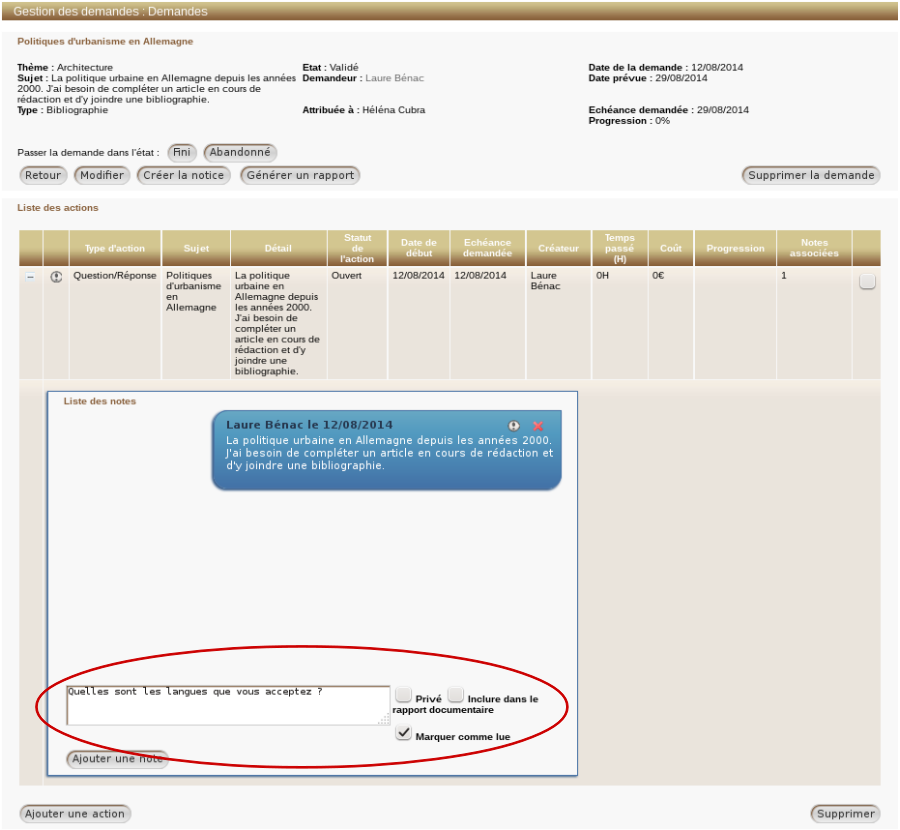 Gestion des demandes : Demandes
Politiques d'urbanisme en Allemagne
Thème : Architecture
Sujet : La politique urbaine en Allemagne depuis les années
2000. J'ai besoin de compléter un article en cours de
rédaction et d'y joindre une bibliographie.
Type : Bibliographie
Etat : Validé
Demandeur : Laure Bénac
Attribuée à : Héléna Cubra
Date de la demande : 12/08/2014
Date prévue : 29/08/2014
Echéance demandée : 29/08/2014
Progression : 0%
Passer la demande dans l'état : Fini Abandonné
Retour Modifier Créer la notice Générer un rapport Supprimer la demande
Liste des actions
Type d'action
Sujet
Détail
Statut
de
l'action
Date de
début
Echéance
demandée
Créateur
Temps
passé
(H)
Coût
Progression
Notes
associées
Question/Réponse
Politiques
d'urbanisme
en
Allemagne
La politique
urbaine en
Allemagne depuis
les années 2000.
J'ai besoin de
compléter un
article en cours de
rédaction et d'y
joindre une
bibliographie.
Ouvert
12/08/2014
12/08/2014
Laure
Bénac
0H
0€
1
Liste des notes
Laure Bénac le 12/08/2014
La politique urbaine en Allemagne depuis les années 2000.
J'ai besoin de compléter un article en cours de rédaction et
d'y joindre une bibliographie.
Quelles sont les langues que vous acceptez ?
Privé Inclure dans le
rapport documentaire
Marquer comme lue
Ajouter une note
Ajouter une action Supprimer